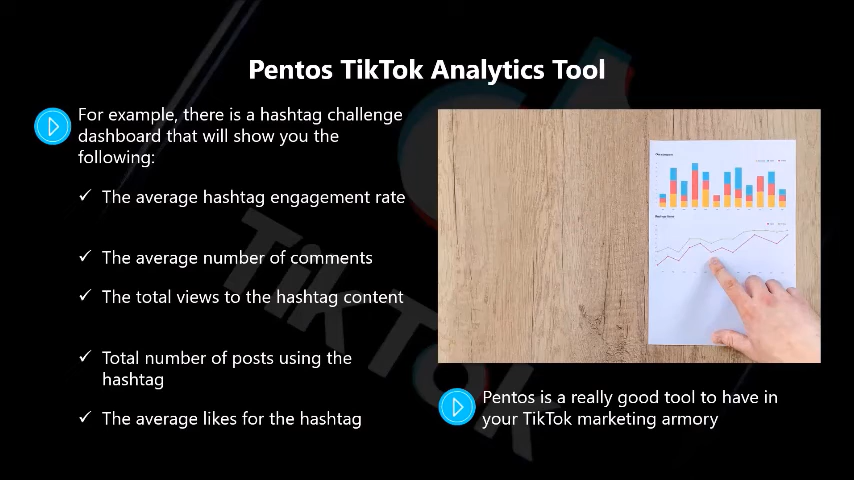 Pentos TikTok Analytics Tool
For example, there is a hashtag challenge
dashboard that will show you the
following:
✓ The average hashtag engagement rate
✓ The average number of comments
✓ The total views to the hashtag content
✓ Total number of posts using the
hashtag
✓ The average likes for the hashtag
Pentos is a really good tool to have in
your TikTok marketing armory
TikTok